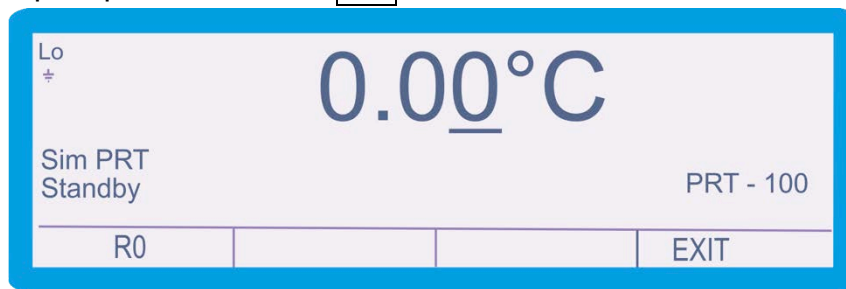 Lo
0.00°C
Sim PRT
Standby
PRT - 100
R0
EXIT